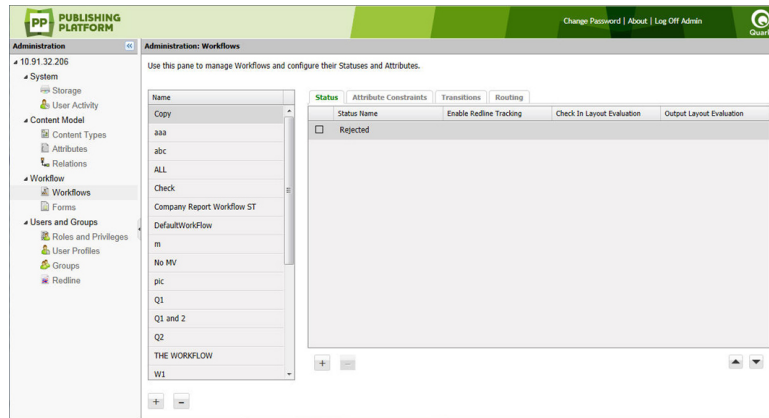 PP PUBLISHING PLATFORM
Change Password | About | Log Off Admin
Quark
Administration
Administration: Workflows
10.91.32.206
System
Storage
User Activity
Content Model
Content Types
Attributes
Relations
Workflow
Workflows
Forms
Users and Groups
Roles and Privileges
User Profiles
Groups
Redline
Use this pane to manage Workflows and configure their Statuses and Attributes.
Name
Copy
aaa
abc
ALL
Check
Company Report Workflow ST
DefaultWorkFlow
m
No MV
pic
Q1
Q1 and 2
Q2
THE WORKFLOW
W1
Status Attribute Constraints Transitions Routing
Status Name Enable Redline Tracking Check In Layout Evaluation Output Layout Evaluation
Rejected